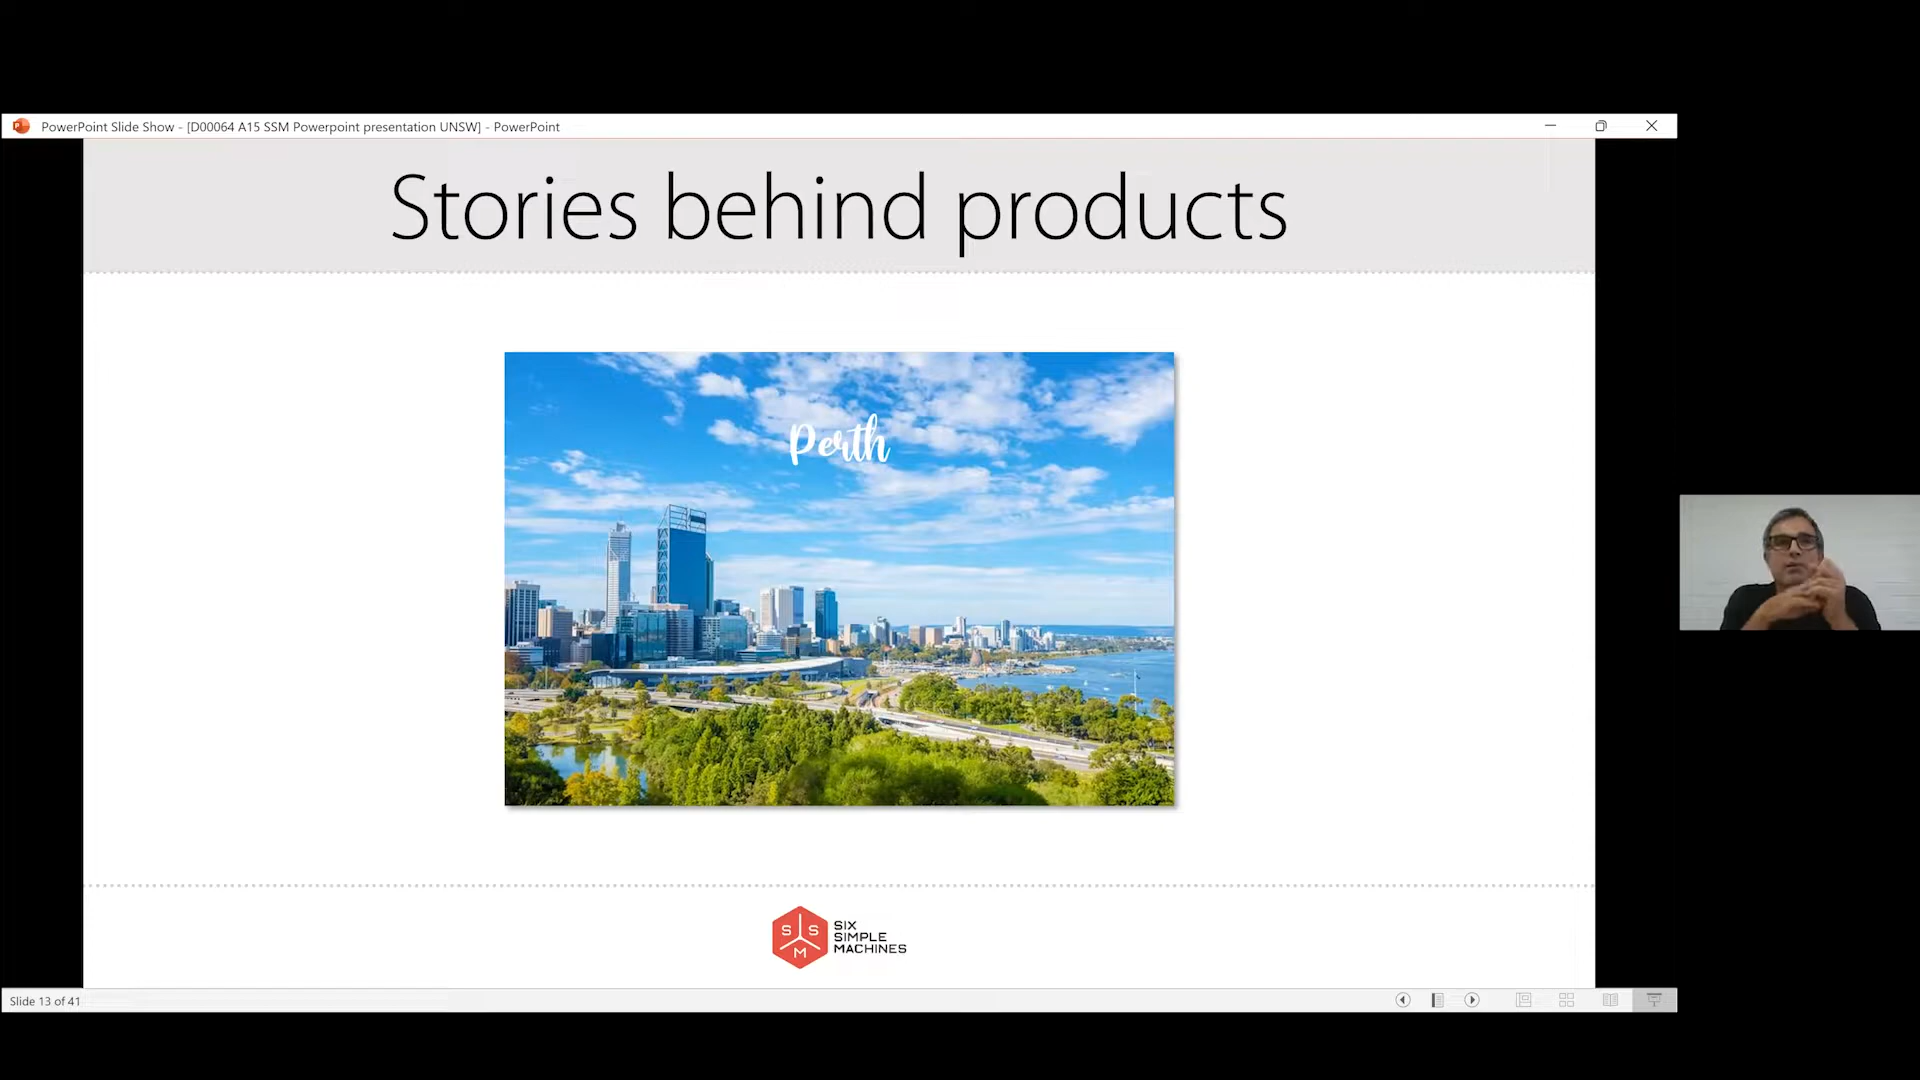 PowerPoint Slide Show - [D00064 A15 SSM Powerpoint presentation UNSW] - PowerPoint
Stories behind products
Perth
S S M
SIX
SIMPLE
MACHINES
Slide 13 of 41